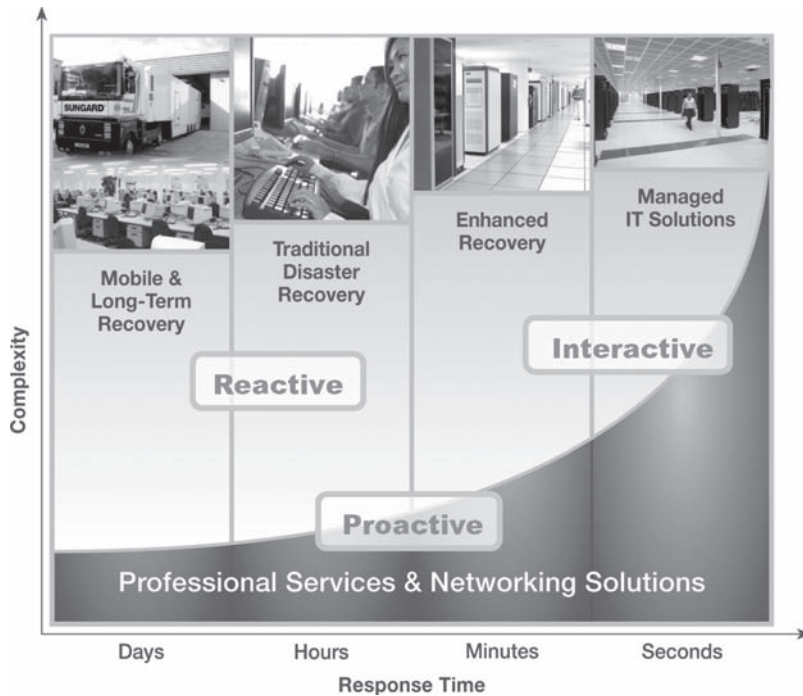 SUNGARD
Mobile &
Long-Term
Recovery
Traditional
Disaster
Recovery
Enhanced
Recovery
Managed
IT Solutions
Reactive
Interactive
Proactive
Professional Services & Networking Solutions
Complexity
Days
Hours
Minutes
Seconds
Response Time